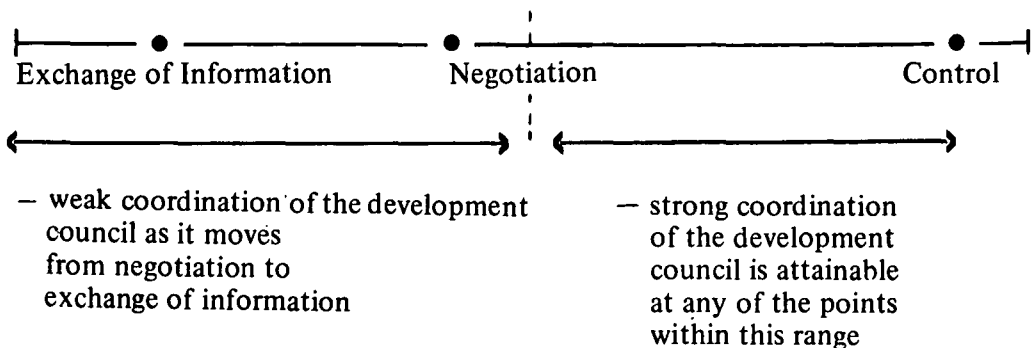 Exchange of Information Negotiation Control
— weak coordination of the development
council as it moves
from negotiation to
exchange of information
— strong coordination
of the development
council is attainable
at any of the points
within this range